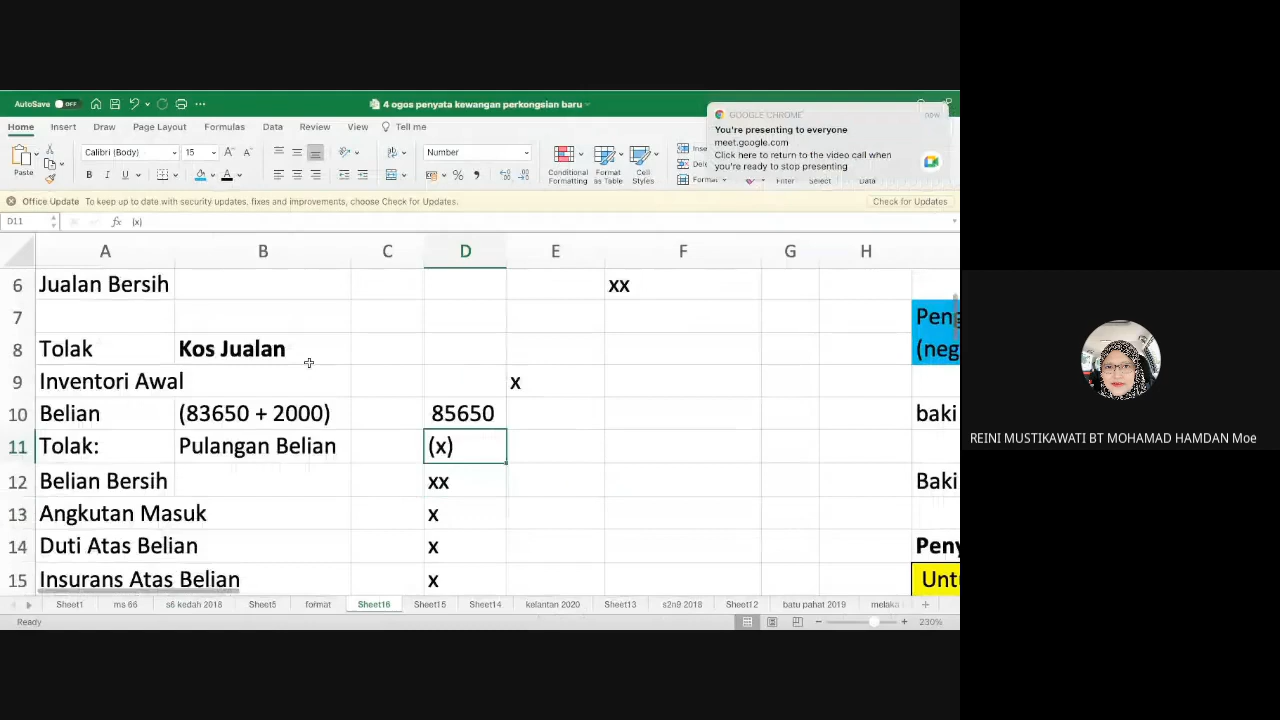 AutoSave OFF
4 ogos penyata kewangan perkongsian baru
GOOGLE CHROME now
You're presenting to everyone
meet.google.com
Click here to return to the video call when
you're ready to stop presenting
Home Insert Draw Page Layout Formulas Data Review View Tell me
Paste
Calibri (Body) 15 A A
B I U A
Number
Conditional Formatting
Format as Table
Cell Styles
Office Update To keep up to date with security updates, fixes and improvements, choose Check for Updates. Check for Updates
D11 fx (x)
A B C D E F G H
6 Jualan Bersih xx
7
8 Tolak Kos Jualan (neg
9 Inventori Awal x
10 Belian (83650 + 2000) 85650 baki
11 Tolak: Pulangan Belian (x)
12 Belian Bersih xx Baki
13 Angkutan Masuk x
14 Duti Atas Belian x
15 Insurans Atas Belian x
Sheet1 ms 66 s6 kedah 2018 Sheet5 format Sheet16 Sheet15 Sheet14 kelantan 2020 Sheet13 s2n9 2018 Sheet12 batu pahat 2019 melaka +
Ready 230%
REINI MUSTIKAWATI BT MOHAMAD HAMDAN Moe